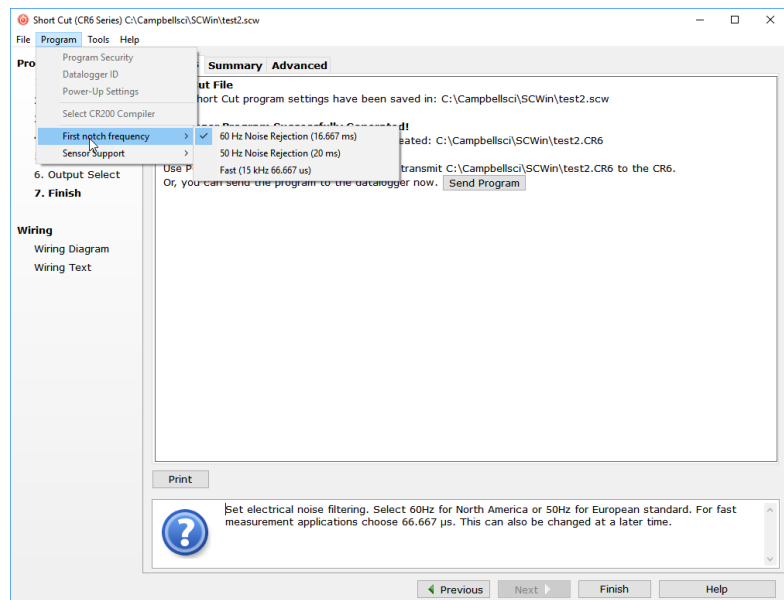 Short Cut (CR6 Series) C:\Campbellsci\SCWin\test2.scw
File Program Tools Help
Pro
Program Security
Datalogger ID
Power-Up Settings
Select CR200 Compiler
First notch frequency
Sensor Support
60 Hz Noise Rejection (16.667 ms)
50 Hz Noise Rejection (20 ms)
Fast (15 kHz 66.667 us)
6. Output Select
7. Finish
Wiring
Wiring Diagram
Wiring Text
Summary Advanced
ut File
hort Cut program settings have been saved in: C:\Campbellsci\SCWin\test2.scw
Program Successfully Generated!
eated: C:\Campbellsci\SCWin\test2.CR6
Use P
transmit C:\Campbellsci\SCWin\test2.CR6 to the CR6.
Or, you can send the program to the datalogger now. Send Program
Print
Set electrical noise filtering. Select 60Hz for North America or 50Hz for European standard. For fast
measurement applications choose 66.667 µs. This can also be changed at a later time.
Previous Next Finish Help